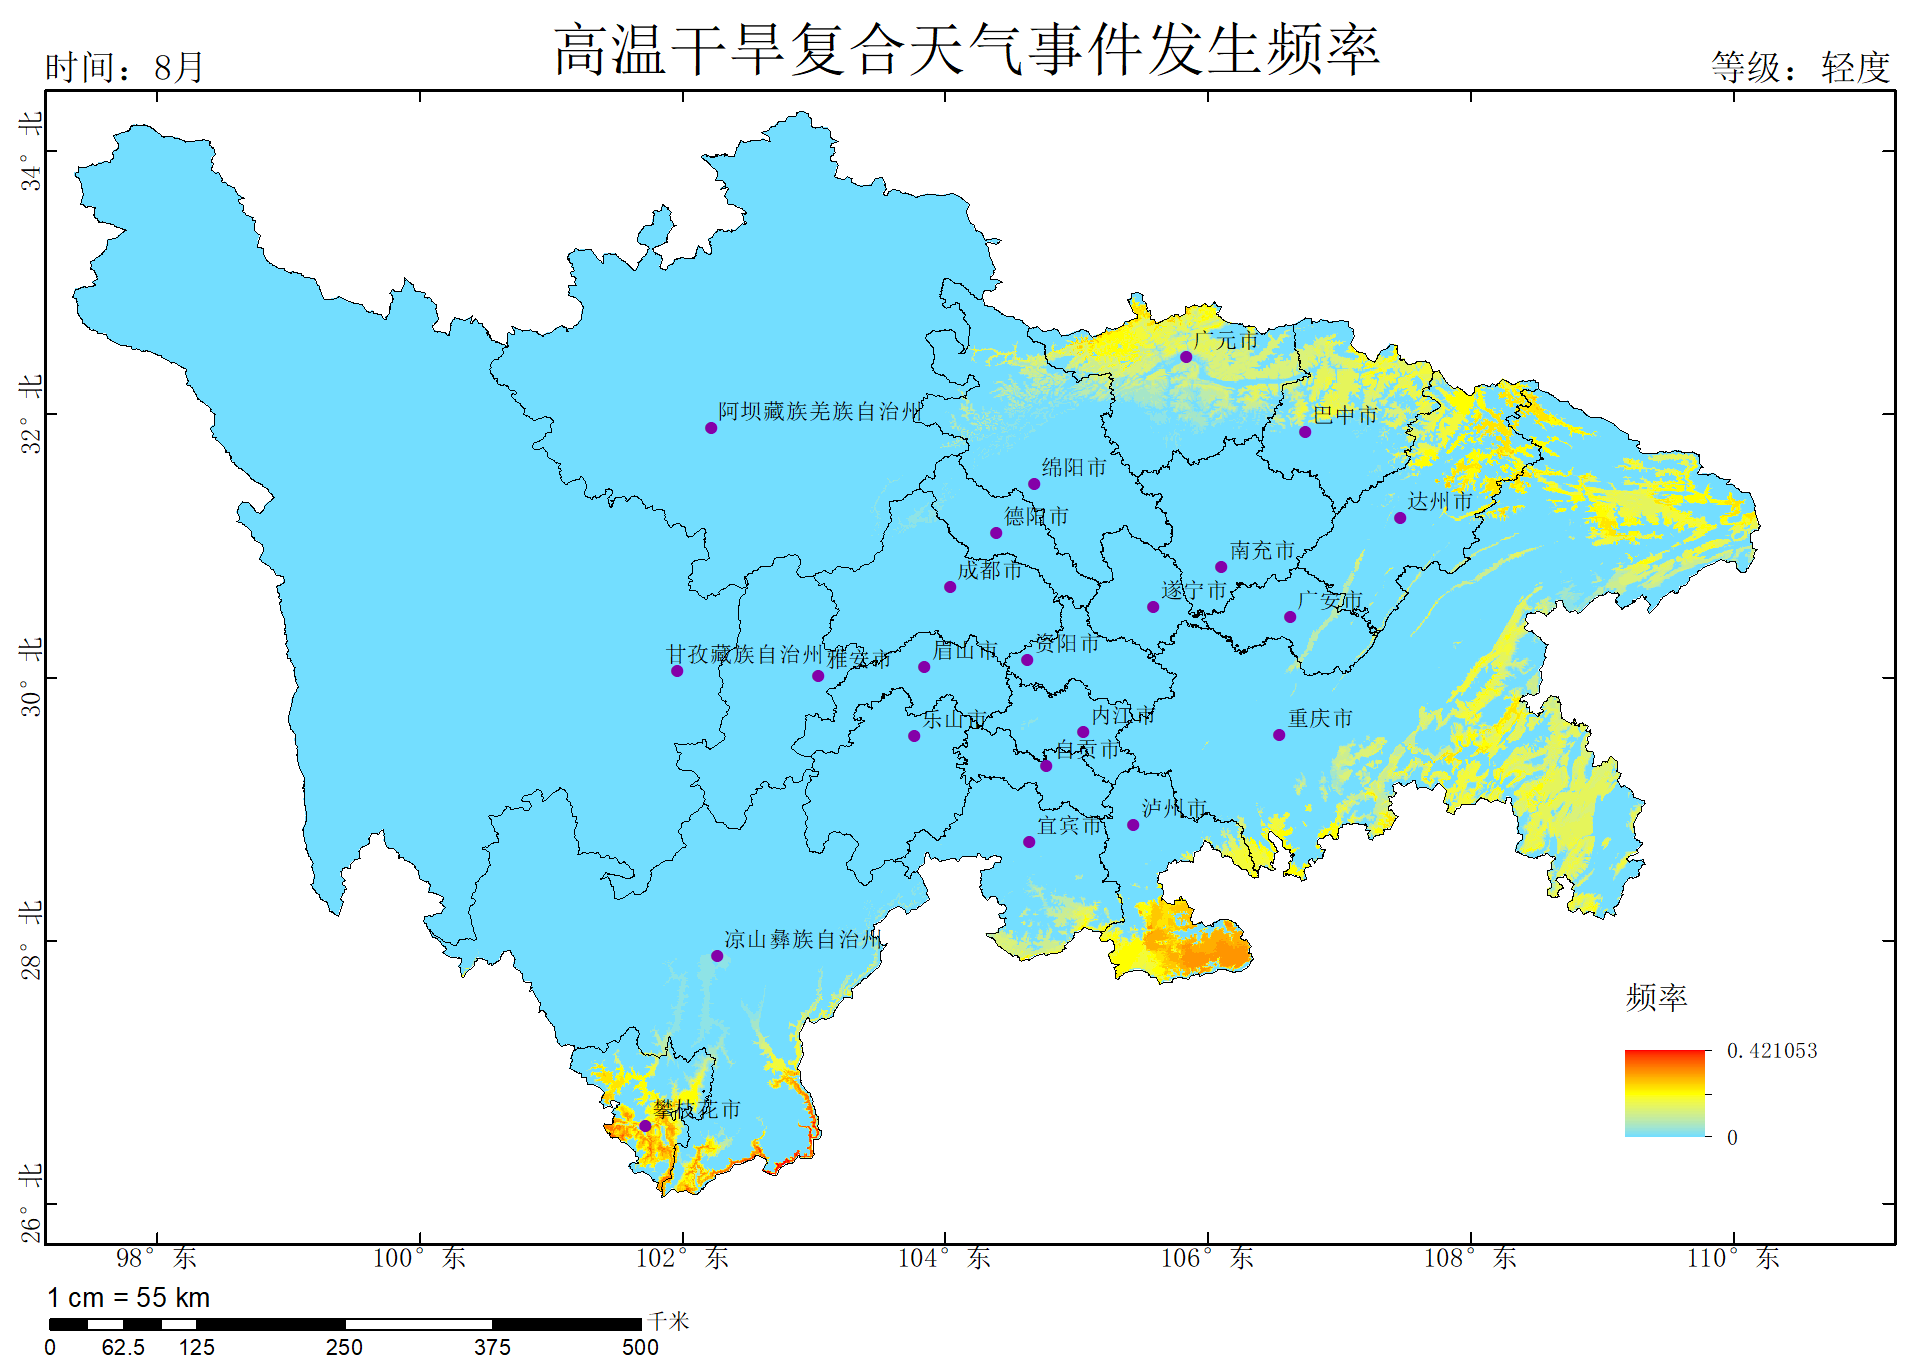 高温干旱复合天气事件发生频率
时间：8月
等级：轻度
34°北
32°北
30°北
28°北
26°北
广元市
阿坝藏族羌族自治州
巴中市
绵阳市
达州市
德阳市
南充市
成都市
遂宁市
广安市
资阳市
眉山市
甘孜藏族自治州
雅安市
内江市
乐山市
重庆市
自贡市
泸州市
宜宾市
凉山彝族自治州
攀枝花市
频率
0.421053
0
98°东
100°东
102°东
104°东
106°东
108°东
110°东
1 cm = 55 km
千米
0 62.5 125 250 375 500